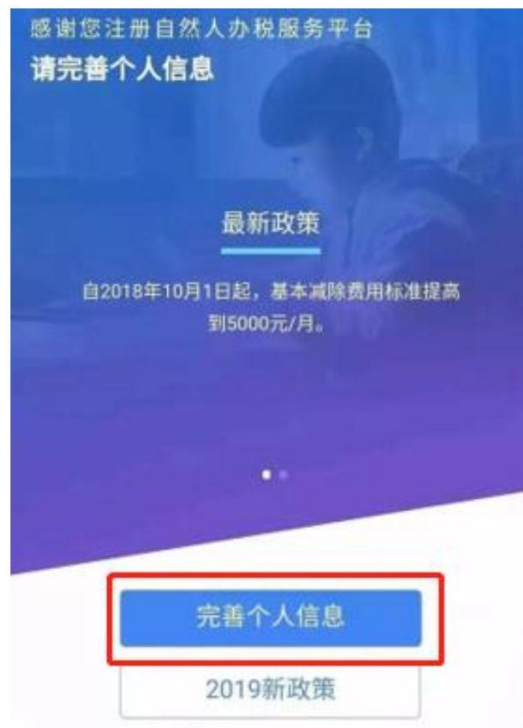 感谢您注册自然人办税服务平台
请完善个人信息
最新政策
自2018年10月1日起，基本减除费用标准提高
到5000元/月。
完善个人信息
2019新政策